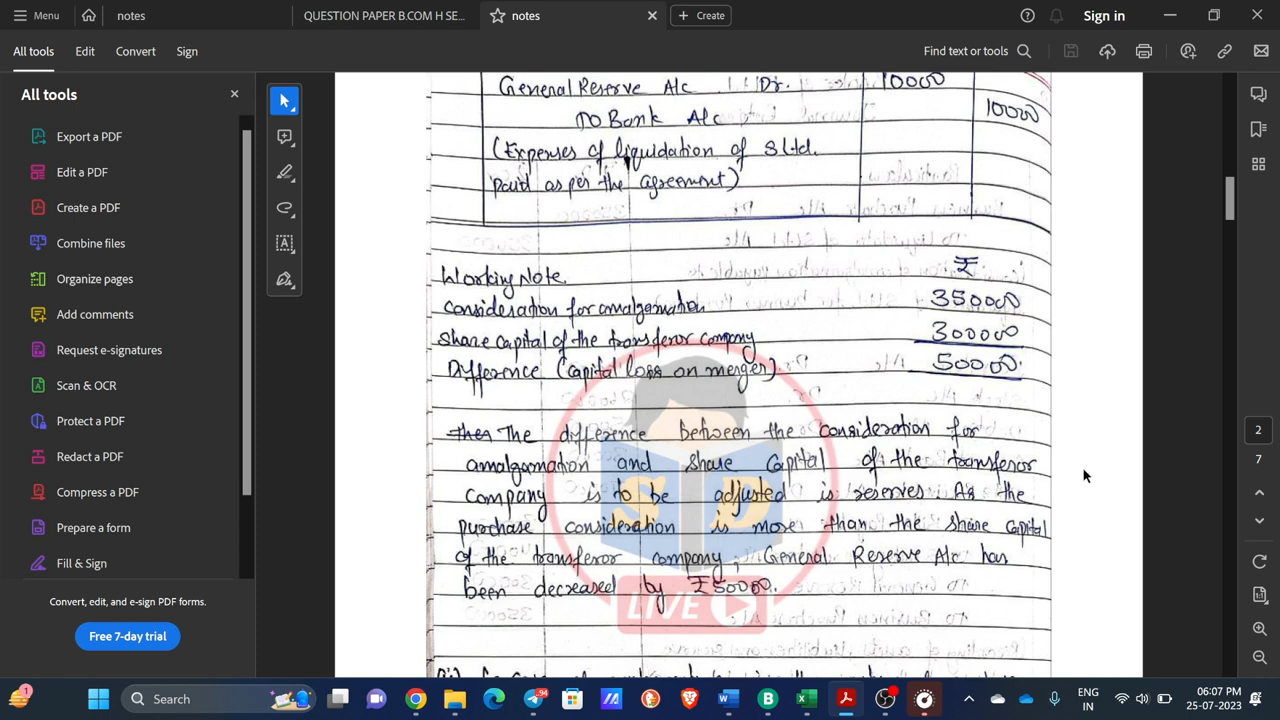 Menu
notes
QUESTION PAPER B.COM H SE...
notes
Create
Sign in
All tools
Edit
Convert
Sign
Find text or tools
All tools
Export a PDF
Edit a PDF
Create a PDF
Combine files
Organize pages
Add comments
Request e-signatures
Scan & OCR
Protect a PDF
Redact a PDF
Compress a PDF
Prepare a form
Fill & Sign
Convert, edit, and e-sign PDF forms.
Free 7-day trial
General Reserve A/c Dr. 10000
To Bank A/c 10000
(Expenses of liquidation of S Ltd.
paid as per the agreement)
Working Note. ₹
Consideration for amalgamation 350000
Share capital of the transferor company 300000
Difference (Capital loss on merger) 50000.
then The difference between the consideration for
amalgamation and share capital of the transferor
company is to be adjusted is reserves. As the
purchase consideration is more than the share capital
of the transferor company, General Reserve A/c has
been decreased by ₹50000.
S D
LIVE
2
7
1
Search
94
ENG
IN
06:07 PM
25-07-2023